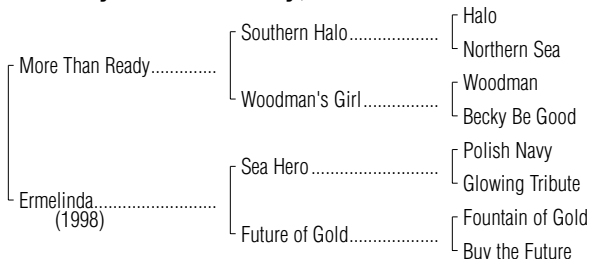 Halo
Southern Halo
Northern Sea
More Than Ready
Woodman
Woodman's Girl
Becky Be Good
Polish Navy
Sea Hero
Glowing Tribute
Ermelinda
(1998)
Fountain of Gold
Future of Gold
Buy the Future